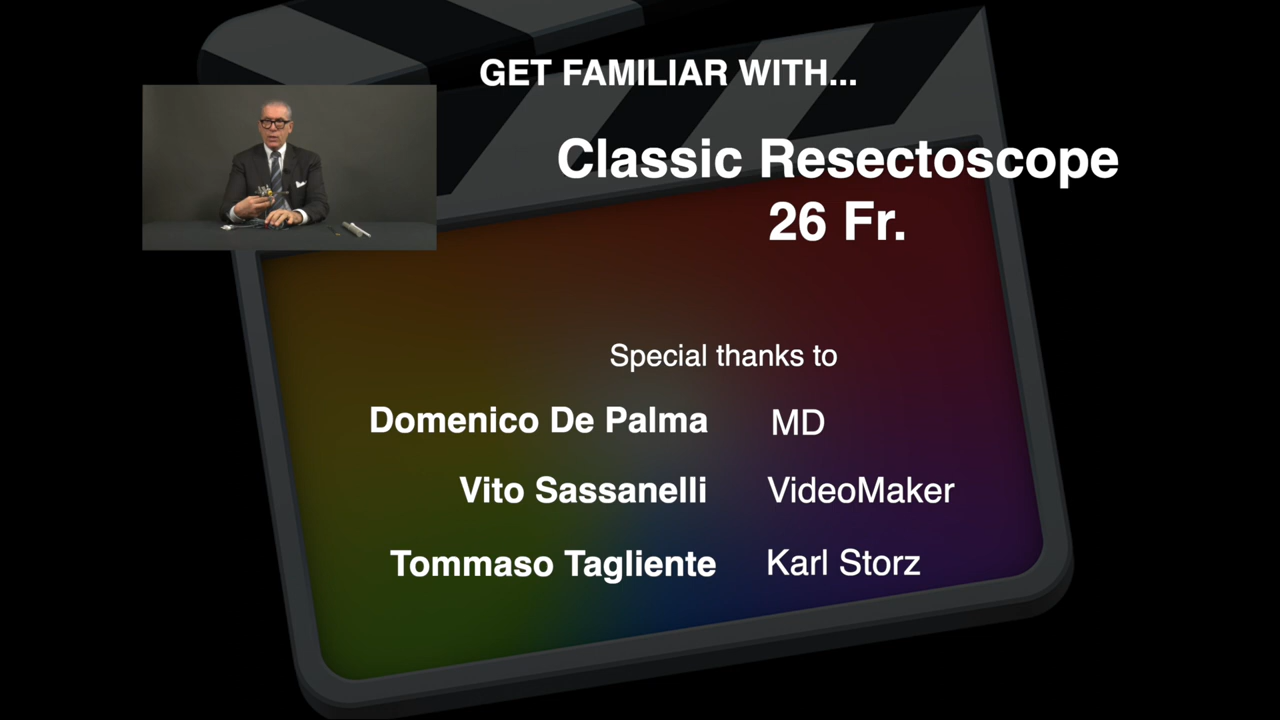 GET FAMILIAR WITH...
Classic Resectoscope
26 Fr.
Special thanks to
Domenico De Palma MD
Vito Sassanelli VideoMaker
Tommaso Tagliente Karl Storz